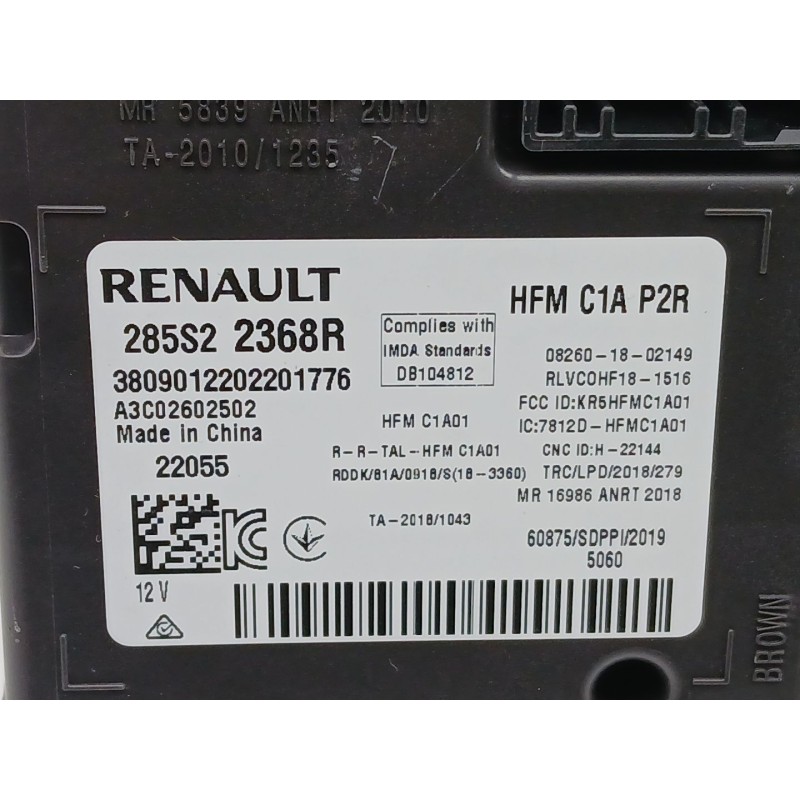 MR 5839 ANRT 2010
TA-2010/1235
RENAULT
285S2 2368R
3809012202201776
A3C02602502
Made in China
22055
12 V
Complies with
IMDA Standards
DB104812
HFM C1A01
R-R-TAL-HFM C1A01
RDDK/81A/0918/S(18-3360)
TA-2018/1043
HFM C1A P2R
08260-18-02149
RLVCOHF18-1516
FCC ID:KR5HFMC1A01
IC:7812D-HFMC1A01
CNC ID:H-22144
TRC/LPD/2018/279
MR 16986 ANRT 2018
60875/SDPPI/2019
5060
BROWN